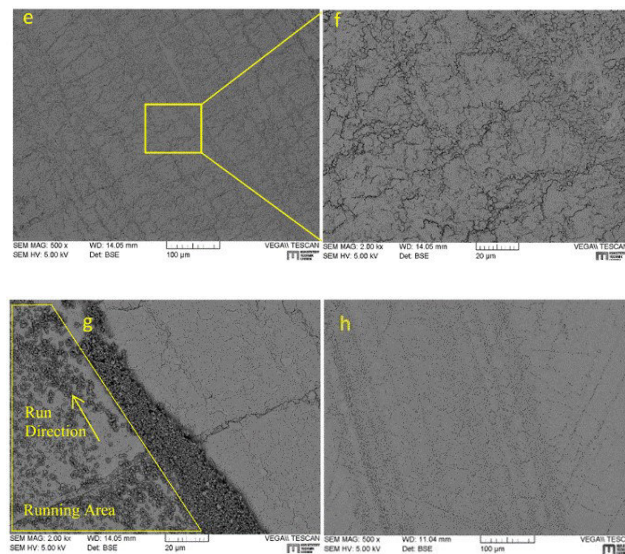 e
f
SEM MAG: 500 x WD: 14.05 mm VEGA\\ TESCAN
SEM HV: 5.00 kV Det: BSE 100 µm
SEM MAG: 2.00 kx WD: 14.05 mm VEGA\\ TESCAN
SEM HV: 5.00 kV Det: BSE 20 µm
g
h
Run
Direction
Running Area
SEM MAG: 2.00 kx WD: 14.05 mm VEGA\\ TESCAN
SEM HV: 5.00 kV Det: BSE 20 µm
SEM MAG: 500 x WD: 11.04 mm VEGA\\ TESCAN
SEM HV: 5.00 kV Det: BSE 100 µm